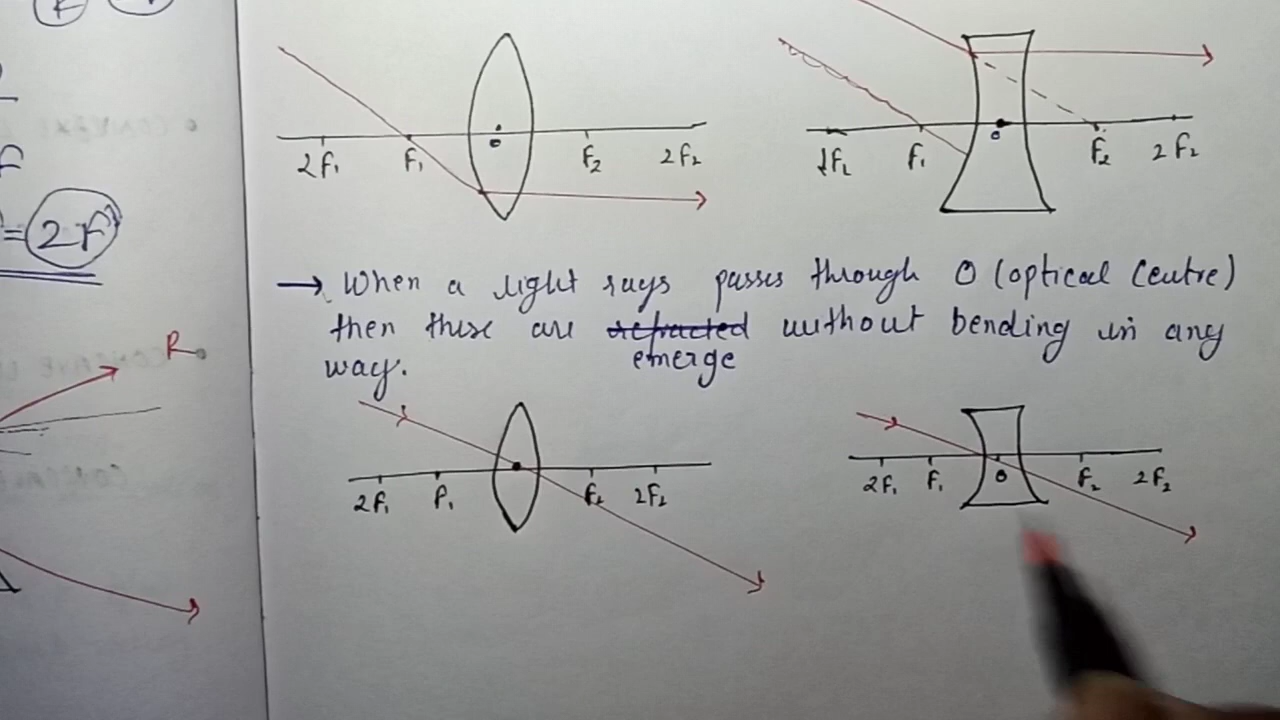 = 2F
2F₁ F₁ O F₂ 2F₂
2F₂ F₁ O F₂ 2F₂
→ When a light rays passes through O (optical Centre)
then these are refracted without bending in any
emerge
way.
R
2F₁ F₁ F₂ 2F₂
2F₁ F₁ O F₂ 2F₂